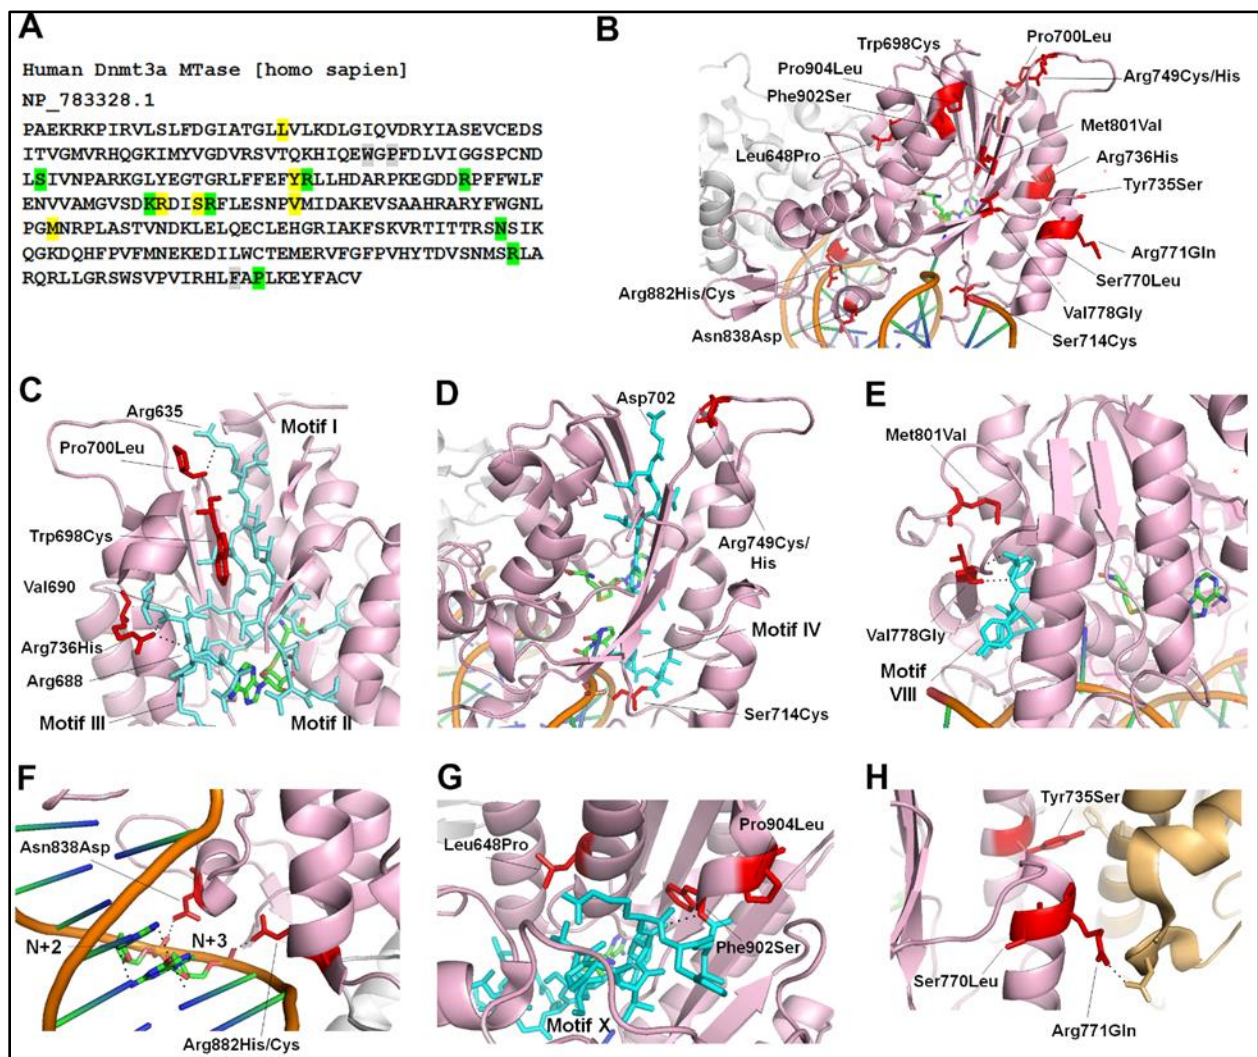 A
Human Dnmt3a MTase [homo sapien]
NP_783328.1
PAEKRKPIRVLSLFDGIATGLLVLKDLGIQVDRYIASEVCEDS
ITVGMVRHQGKIMYVGDVRSVTQKHIQEWGPFDLVIGGSPCND
LSIVNPARKGLYEGTGRLFFEFYRLLHDARPKEGDDRPFFWLF
ENVVAMGVSDKRDISRFLESNPVMIDAKEVSAAHRARYFWGNL
PGMNRPLASTVNDKLELQECLEHGRIAKFSKVRTITTRSNSIK
QGKDQHFPVFMNEKEDILWCTEMERVFGFPVHYTDVSNMSRLA
RQRLLGRSWSVPVIRHLFAPLKEYFACV
B
Trp698Cys
Pro700Leu
Pro904Leu
Arg749Cys/His
Phe902Ser
Met801Val
Leu648Pro
Arg736His
Tyr735Ser
Arg771Gln
Arg882His/Cys
Ser770Leu
Val778Gly
Asn838Asp
Ser714Cys
C
Arg635
Motif I
Pro700Leu
Trp698Cys
Val690
Arg736His
Arg688
Motif III
Motif II
D
Asp702
Arg749Cys/
His
Motif IV
Ser714Cys
E
Met801Val
Val778Gly
Motif
VIII
F
Asn838Asp
N+2
N+3
Arg882His/Cys
G
Leu648Pro
Pro904Leu
Phe902Ser
Motif X
H
Tyr735Ser
Ser770Leu
Arg771Gln